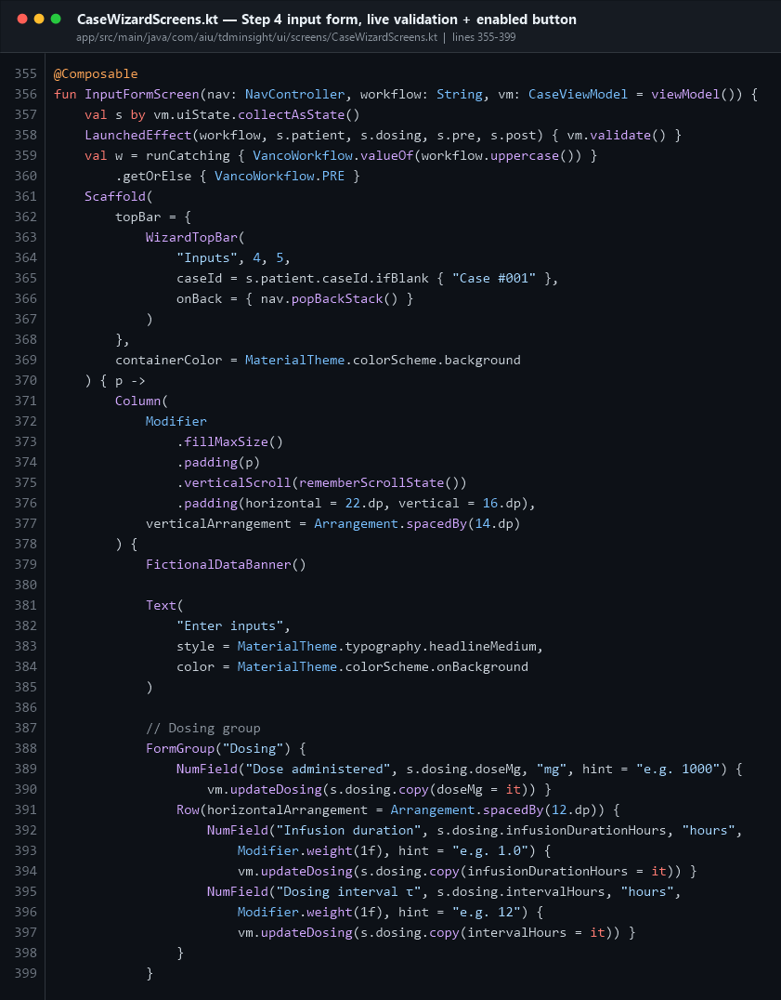 CaseWizardScreens.kt — Step 4 input form, live validation + enabled button
app/src/main/java/com/aiu/tdminsight/ui/screens/CaseWizardScreens.kt | lines 355-399
355 @Composable
356 fun InputFormScreen(nav: NavController, workflow: String, vm: CaseViewModel = viewModel()) {
357     val s by vm.uiState.collectAsState()
358     LaunchedEffect(workflow, s.patient, s.dosing, s.pre, s.post) { vm.validate() }
359     val w = runCatching { VancoWorkflow.valueOf(workflow.uppercase()) }
360         .getOrElse { VancoWorkflow.PRE }
361     Scaffold(
362         topBar = {
363             WizardTopBar(
364                 "Inputs", 4, 5,
365                 caseId = s.patient.caseId.ifBlank { "Case #001" },
366                 onBack = { nav.popBackStack() }
367             )
368         },
369         containerColor = MaterialTheme.colorScheme.background
370     ) { p ->
371         Column(
372             Modifier
373                 .fillMaxSize()
374                 .padding(p)
375                 .verticalScroll(rememberScrollState())
376                 .padding(horizontal = 22.dp, vertical = 16.dp),
377             verticalArrangement = Arrangement.spacedBy(14.dp)
378         ) {
379             FictionalDataBanner()
380
381             Text(
382                 "Enter inputs",
383                 style = MaterialTheme.typography.headlineMedium,
384                 color = MaterialTheme.colorScheme.onBackground
385             )
386
387             // Dosing group
388             FormGroup("Dosing") {
389                 NumField("Dose administered", s.dosing.doseMg, "mg", hint = "e.g. 1000") {
390                     vm.updateDosing(s.dosing.copy(doseMg = it)) }
391                 Row(horizontalArrangement = Arrangement.spacedBy(12.dp)) {
392                     NumField("Infusion duration", s.dosing.infusionDurationHours, "hours",
393                         Modifier.weight(1f), hint = "e.g. 1.0") {
394                         vm.updateDosing(s.dosing.copy(infusionDurationHours = it)) }
395                     NumField("Dosing interval τ", s.dosing.intervalHours, "hours",
396                         Modifier.weight(1f), hint = "e.g. 12") {
397                         vm.updateDosing(s.dosing.copy(intervalHours = it)) }
398                 }
399             }